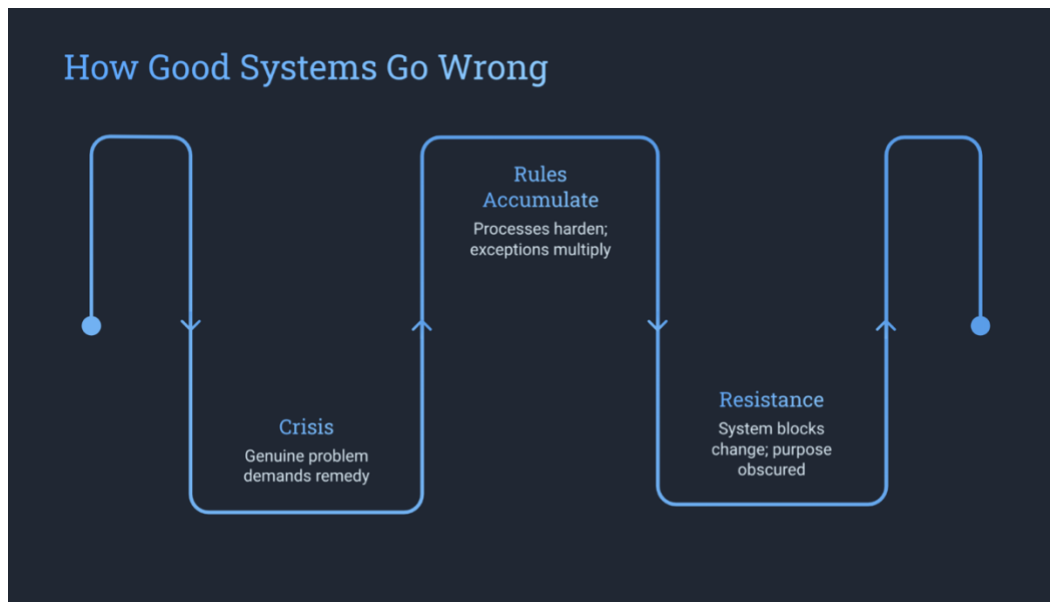 How Good Systems Go Wrong
Crisis
Genuine problem
demands remedy
Rules
Accumulate
Processes harden;
exceptions multiply
Resistance
System blocks
change; purpose
obscured